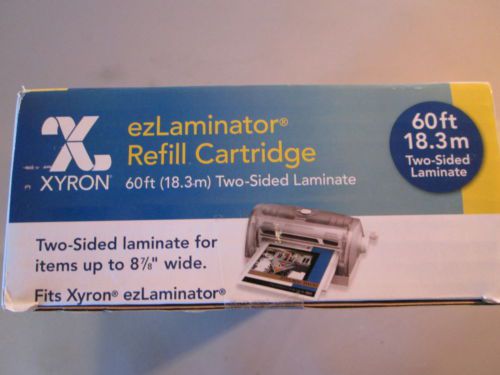 XYRON®
ezLaminator®
Refill Cartridge
60ft (18.3m) Two-Sided Laminate
60ft
18.3m
Two-Sided
Laminate
Two-Sided laminate for
items up to 8⅞" wide.
Fits Xyron® ezLaminator®